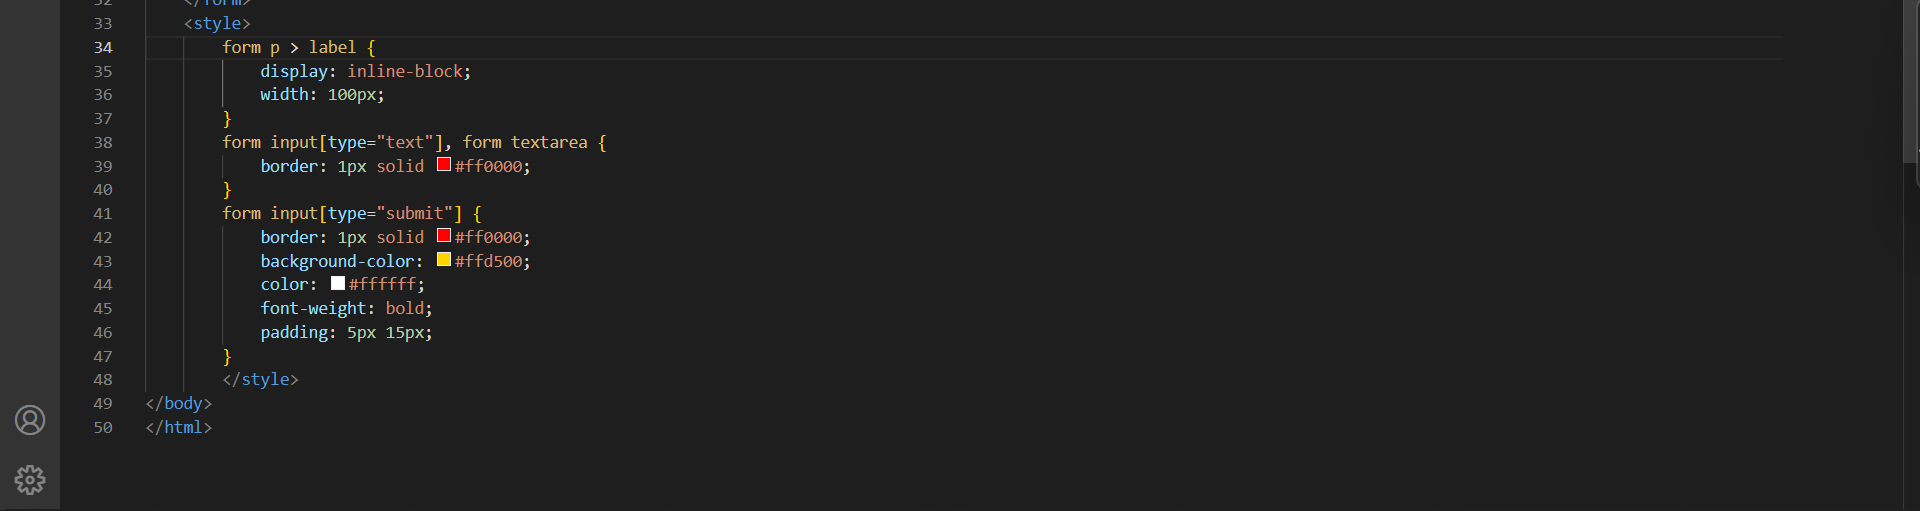 32 </form>
33 <style>
34 form p > label {
35 display: inline-block;
36 width: 100px;
37 }
38 form input[type="text"], form textarea {
39 border: 1px solid #ff0000;
40 }
41 form input[type="submit"] {
42 border: 1px solid #ff0000;
43 background-color: #ffd500;
44 color: #ffffff;
45 font-weight: bold;
46 padding: 5px 15px;
47 }
48 </style>
49 </body>
50 </html>